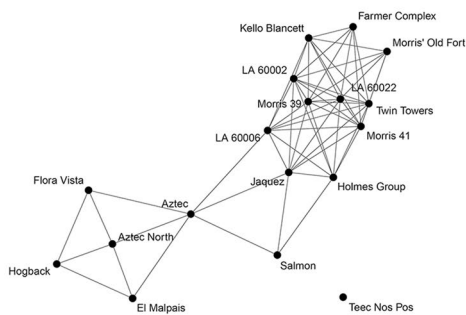 Farmer Complex
Kello Blancett
Morris' Old Fort
LA 60002
LA 60022
Morris 39
Twin Towers
LA 60006
Morris 41
Jaquez
Holmes Group
Flora Vista
Aztec
Aztec North
Salmon
Hogback
El Malpais
Teec Nos Pos